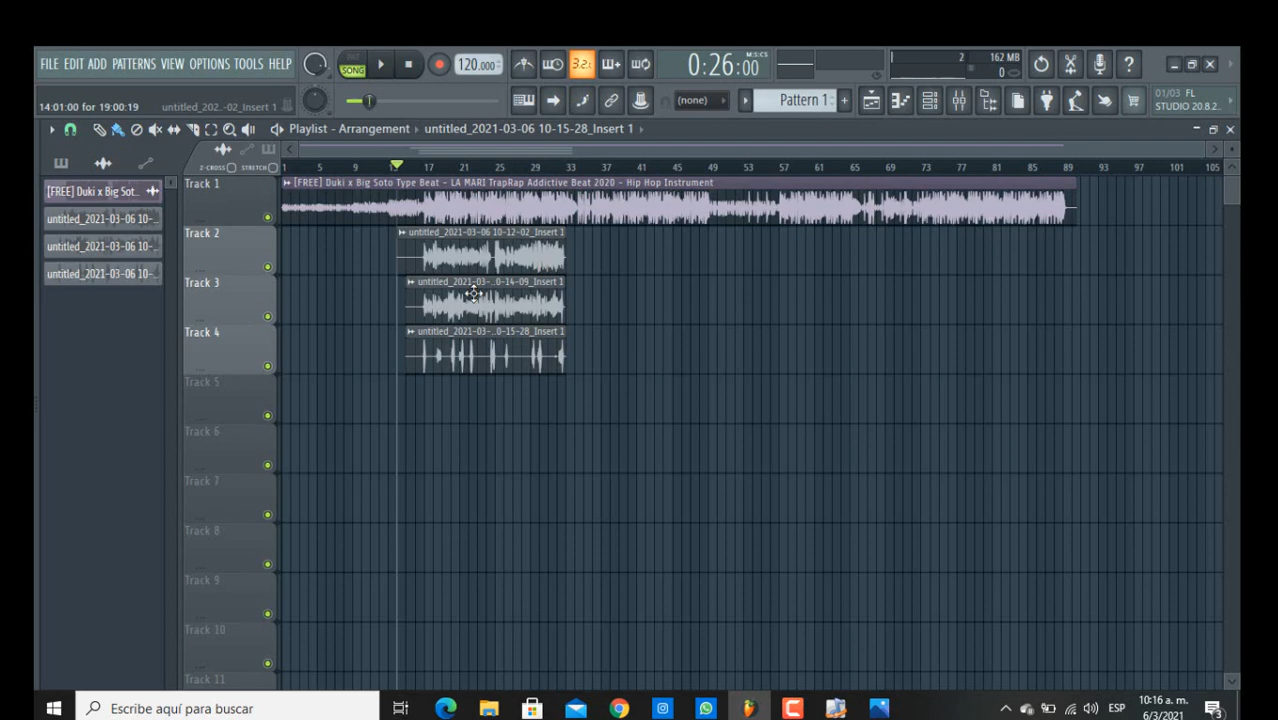 FILE EDIT ADD PATTERNS VIEW OPTIONS TOOLS HELP
PAT
SONG
120.000
3.2.
0:26:00
M:S:CS
2
162 MB
0
14:01:00 for 19:00:19
untitled_202...-02_Insert 1
(none)
Pattern 1
01/03 FL
STUDIO 20.8.2..
Playlist - Arrangement
untitled_2021-03-06 10-15-28_Insert 1
Z-CROSS
STRETCH
1 5 9 13 17 21 25 29 33 37 41 45 49 53 57 61 65 69 73 77 81 85 89 93 97 101 105
[FREE] Duki x Big Sot..
untitled_2021-03-06 10-..
untitled_2021-03-06 10-..
untitled_2021-03-06 10-..
Track 1
[FREE] Duki x Big Soto Type Beat - LA MARI TrapRap Addictive Beat 2020 - Hip Hop Instrument
Track 2
untitled_2021-03-06 10-12-02_Insert 1
Track 3
untitled_2021-03-..0-14-09_Insert 1
Track 4
untitled_2021-03-..0-15-28_Insert 1
Track 5
Track 6
Track 7
Track 8
Track 9
Track 10
Track 11
Escribe aquí para buscar
ESP
10:16 a. m.
6/3/2021
3